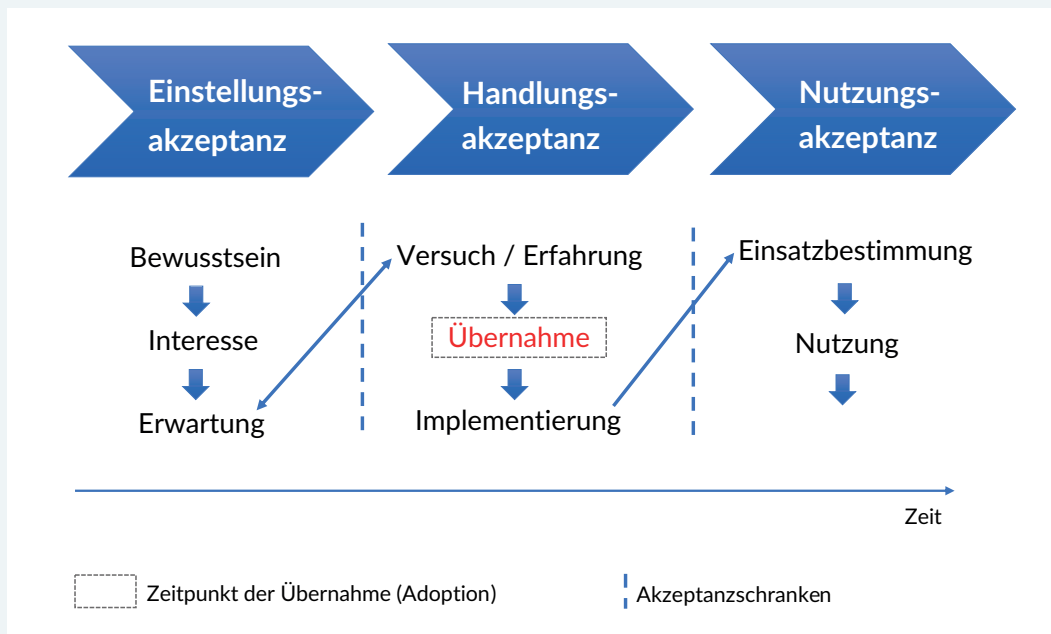 Einstellungs-
akzeptanz
Handlungs-
akzeptanz
Nutzungs-
akzeptanz
Bewusstsein
Interesse
Erwartung
Versuch / Erfahrung
Übernahme
Implementierung
Einsatzbestimmung
Nutzung
Zeit
Zeitpunkt der Übernahme (Adoption)
Akzeptanzschranken